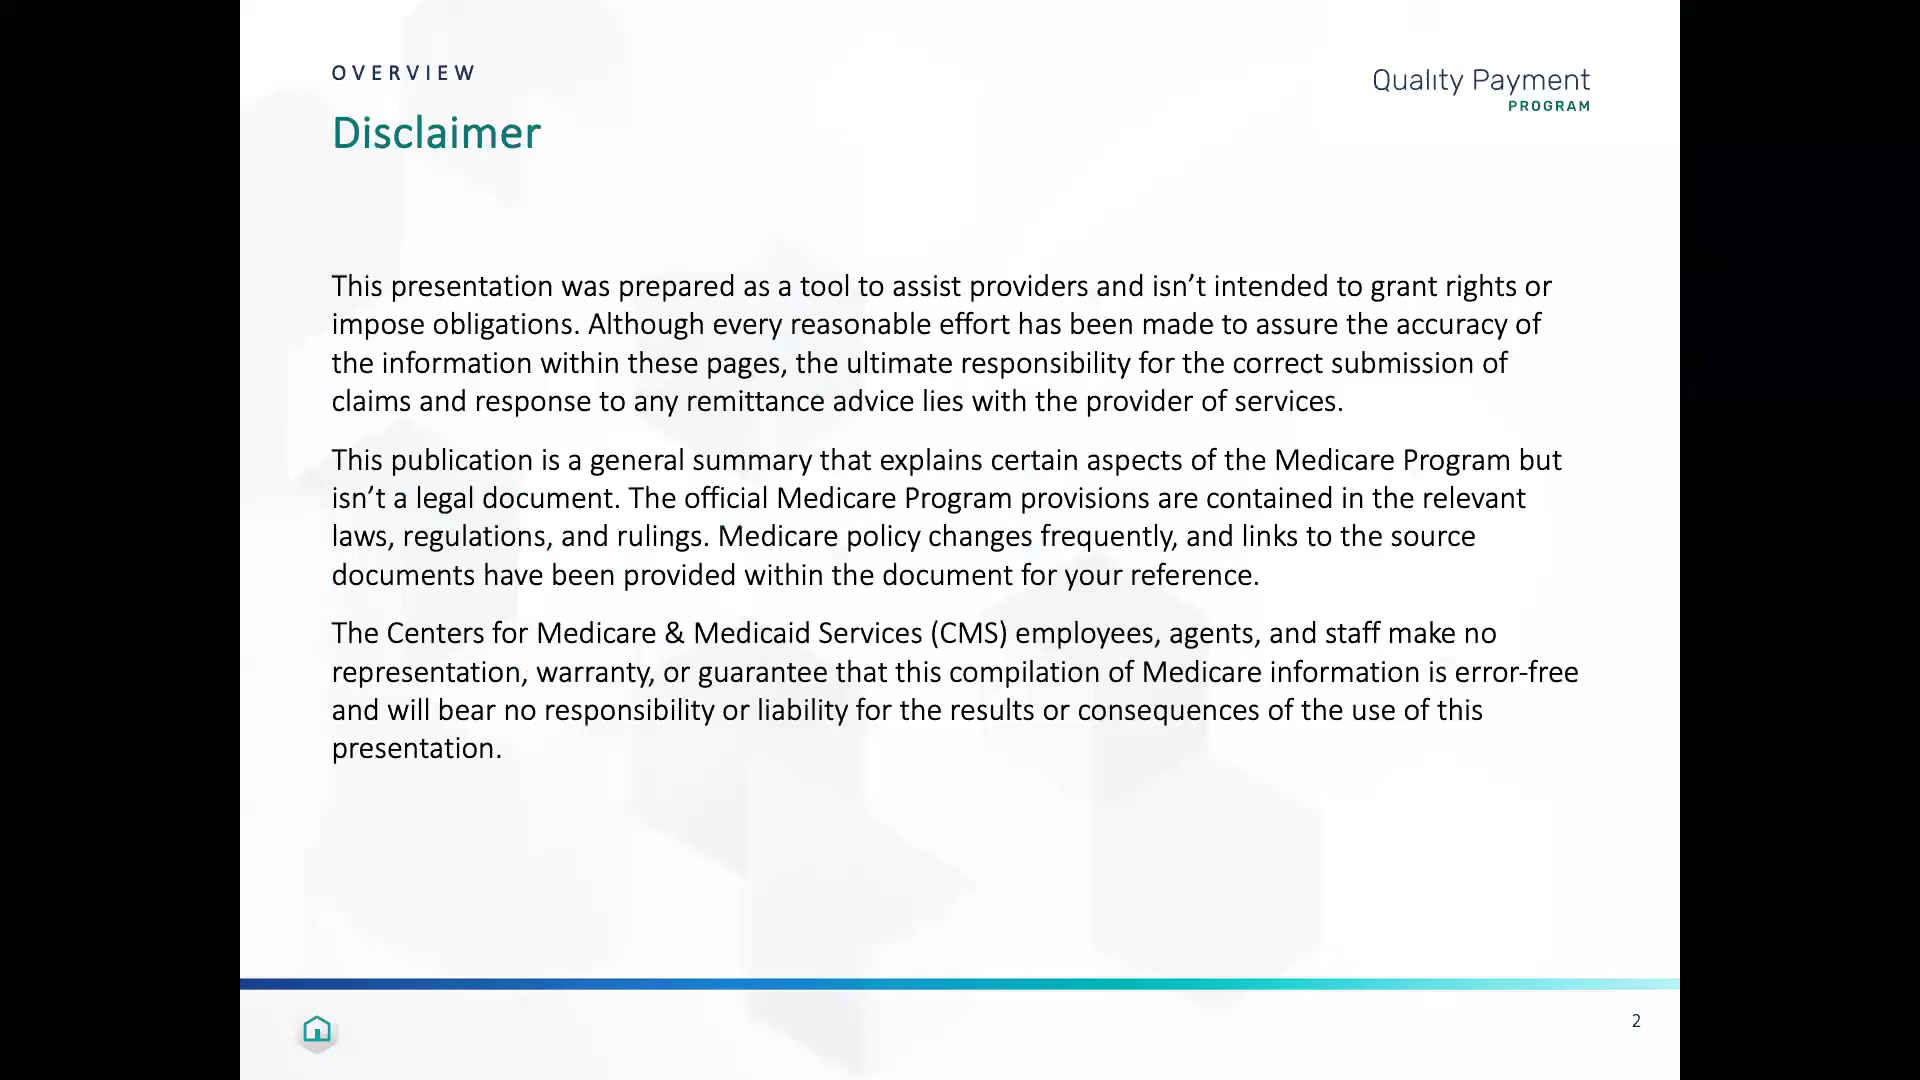 OVERVIEW
Quality Payment
PROGRAM
Disclaimer
This presentation was prepared as a tool to assist providers and isn’t intended to grant rights or
impose obligations. Although every reasonable effort has been made to assure the accuracy of
the information within these pages, the ultimate responsibility for the correct submission of
claims and response to any remittance advice lies with the provider of services.
This publication is a general summary that explains certain aspects of the Medicare Program but
isn’t a legal document. The official Medicare Program provisions are contained in the relevant
laws, regulations, and rulings. Medicare policy changes frequently, and links to the source
documents have been provided within the document for your reference.
The Centers for Medicare & Medicaid Services (CMS) employees, agents, and staff make no
representation, warranty, or guarantee that this compilation of Medicare information is error-free
and will bear no responsibility or liability for the results or consequences of the use of this
presentation.
2